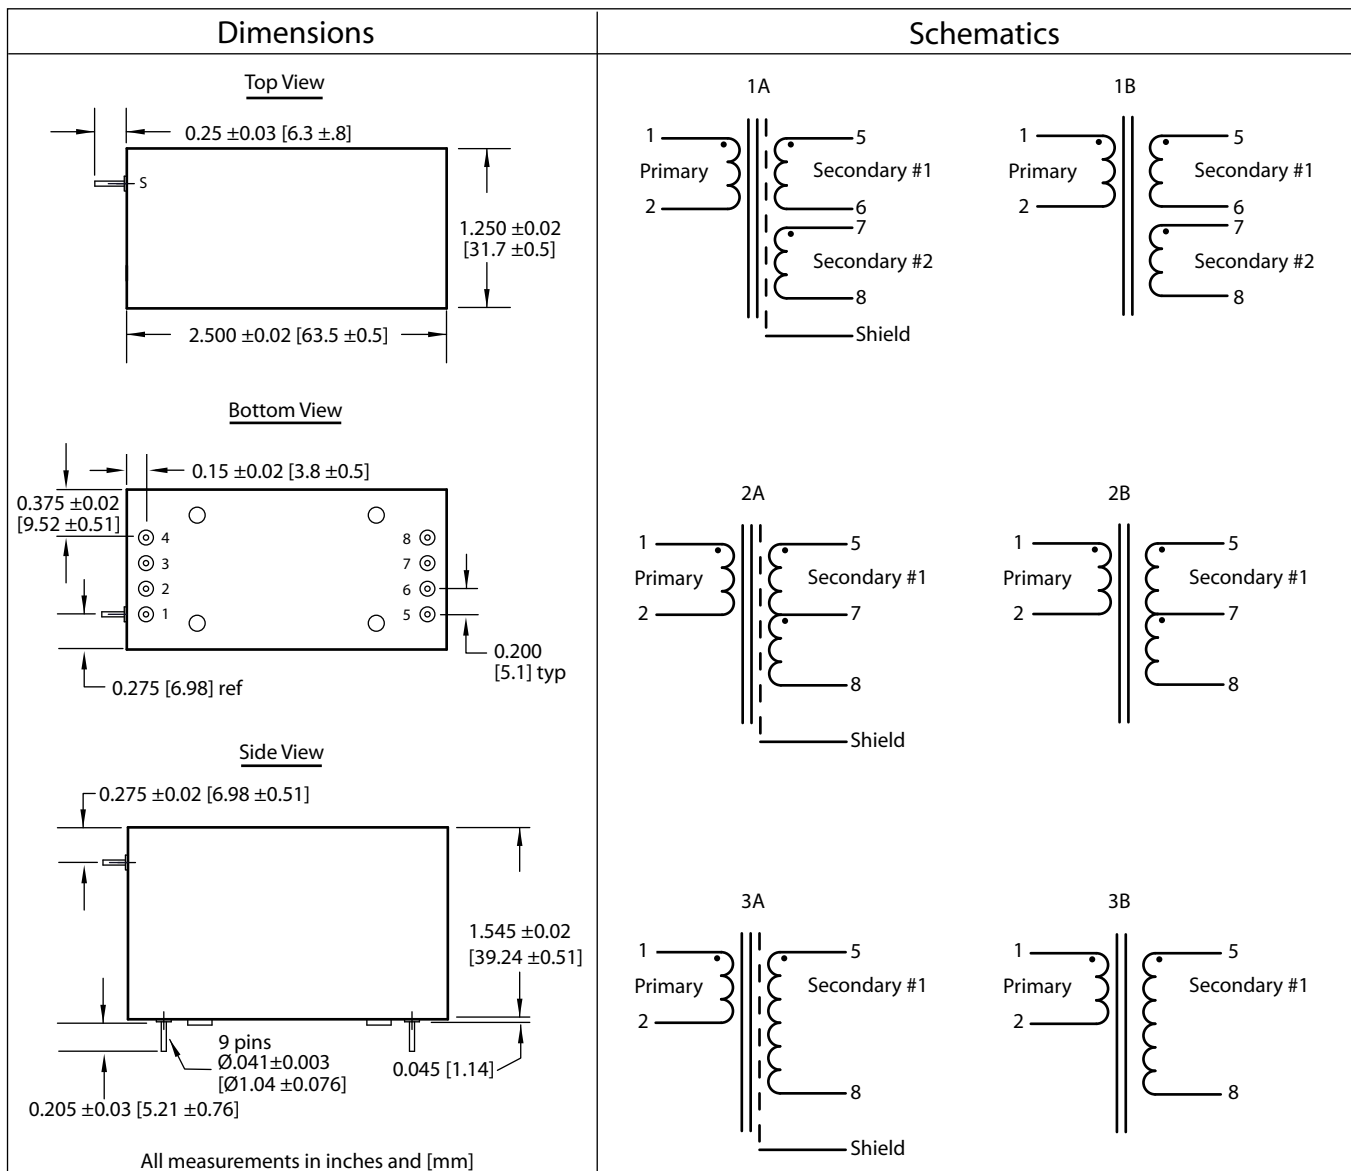 Dimensions
Top View
0.25 ±0.03 [6.3 ±.8]
S
1.250 ±0.02
[31.7 ±0.5]
2.500 ±0.02 [63.5 ±0.5]
Bottom View
0.15 ±0.02 [3.8 ±0.5]
0.375 ±0.02
[9.52 ±0.51]
4
8
3
7
2
6
1
5
0.200
[5.1] typ
0.275 [6.98] ref
Side View
0.275 ±0.02 [6.98 ±0.51]
1.545 ±0.02
[39.24 ±0.51]
9 pins
Ø.041±0.003
[Ø1.04 ±0.076]
0.045 [1.14]
0.205 ±0.03 [5.21 ±0.76]
All measurements in inches and [mm]
Schematics
1A
1
5
Primary
Secondary #1
2
6
7
Secondary #2
8
Shield
1B
1
5
Primary
Secondary #1
2
6
7
Secondary #2
8
2A
1
5
Primary
Secondary #1
2
7
8
Shield
2B
1
5
Primary
Secondary #1
2
7
8
3A
1
5
Primary
Secondary #1
2
8
Shield
3B
1
5
Primary
Secondary #1
2
8